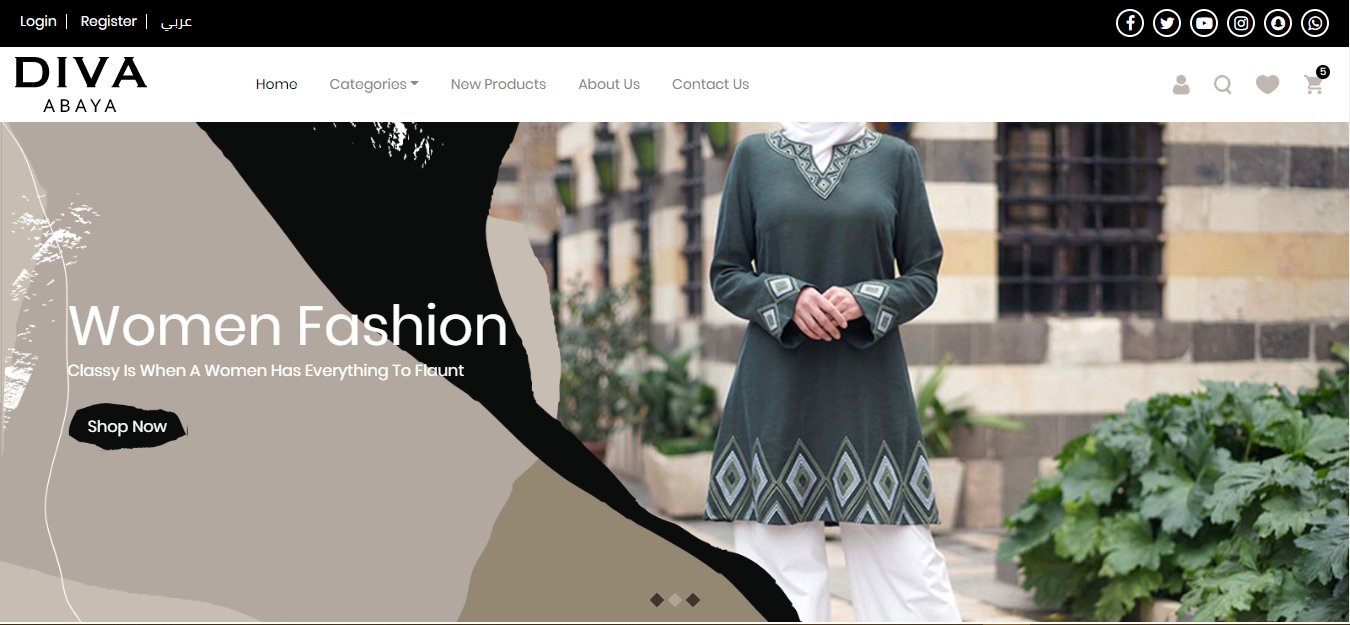 Login Register عربي
DIVA
ABAYA
Home Categories New Products About Us Contact Us
5
Women Fashion
Classy Is When A Women Has Everything To Flaunt
Shop Now